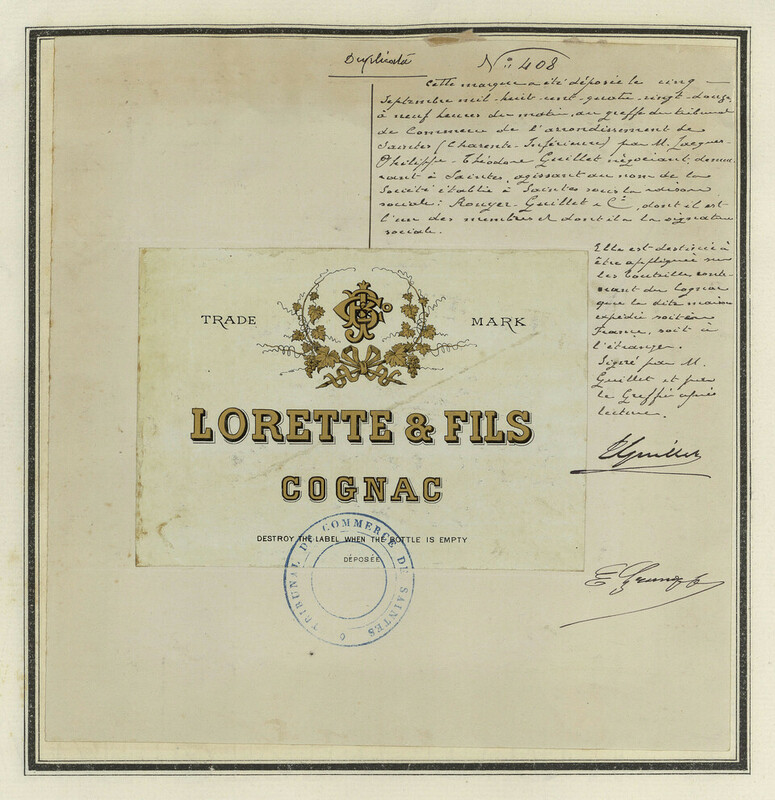 Duplicata
N° 408
Cette marque a été déposée le cinq
Septembre mil-huit-cent-quatre-vingt-douze,
à neuf heures du matin, au greffe du tribunal
de Commerce de l'arrondissement de
Saintes (Charente-Inférieure) par M. Jacques-
Philippe-Théodore Guillet négociant, demeu
rant à Saintes, agissant au nom de la
Société établie à Saintes sous la raison
sociale: Rouyer-Guillet & Cie, dont il est
l'un des membres et dont il a la signature
sociale.
Elle est destinée à
être appliquée sur
les bouteilles conte-
nant du Cognac
que la dite maison
expédie soit en
France, soit à
l'étranger.
Signé par M.
Guillet et par
le Greffier après
lecture.
TRADE MARK
LORETTE & FILS
COGNAC
DESTROY THE LABEL WHEN THE BOTTLE IS EMPTY
DÉPOSÉE
TRIBUNAL DE COMMERCE DE SAINTES
Guillet